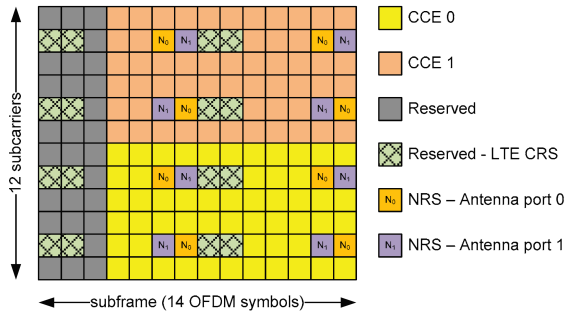 CCE 0
N₀ N₁ N₀ N₁
CCE 1
N₁ N₀ N₁ N₀
Reserved
Reserved - LTE CRS
N₀ N₁ N₀ N₁
N₀ NRS – Antenna port 0
N₁ N₀ N₁ N₀
N₁ NRS – Antenna port 1
12 subcarriers
subframe (14 OFDM symbols)